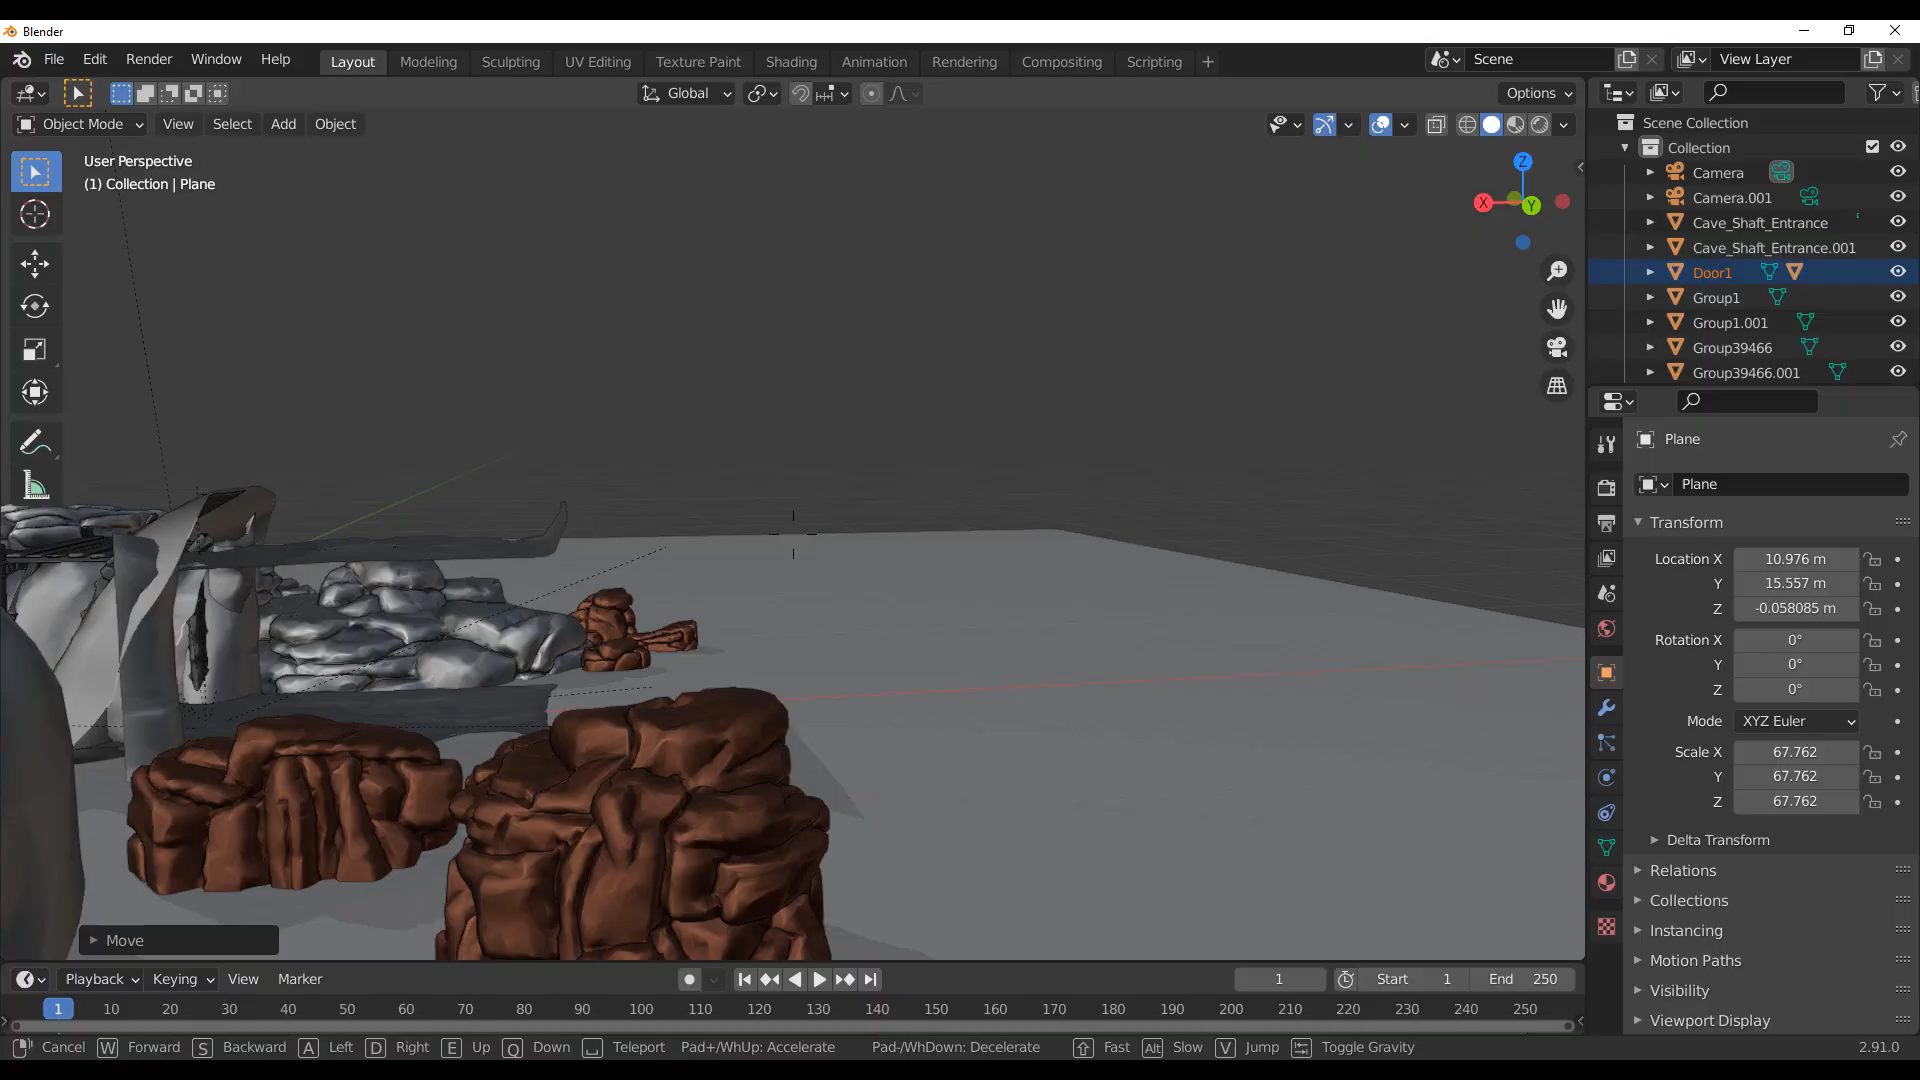 Blender
File Edit Render Window Help Layout Modeling Sculpting UV Editing Texture Paint Shading Animation Rendering Compositing Scripting + Scene View Layer
Global Options
Object Mode View Select Add Object
User Perspective
(1) Collection | Plane
Z
X
Y
Scene Collection
Collection
Camera
Camera.001
Cave_Shaft_Entrance
Cave_Shaft_Entrance.001
Door1
Group1
Group1.001
Group39466
Group39466.001
Plane
Plane
Transform
Location X 10.976 m
Y 15.557 m
Z -0.058085 m
Rotation X 0°
Y 0°
Z 0°
Mode XYZ Euler
Scale X 67.762
Y 67.762
Z 67.762
Delta Transform
Relations
Collections
Instancing
Motion Paths
Visibility
Viewport Display
Move
Playback Keying View Marker 1 Start 1 End 250
1 10 20 30 40 50 60 70 80 90 100 110 120 130 140 150 160 170 180 190 200 210 220 230 240 250
Cancel W Forward S Backward A Left D Right E Up Q Down Teleport Pad+/WhUp: Accelerate Pad-/WhDown: Decelerate Fast Alt Slow V Jump Toggle Gravity 2.91.0